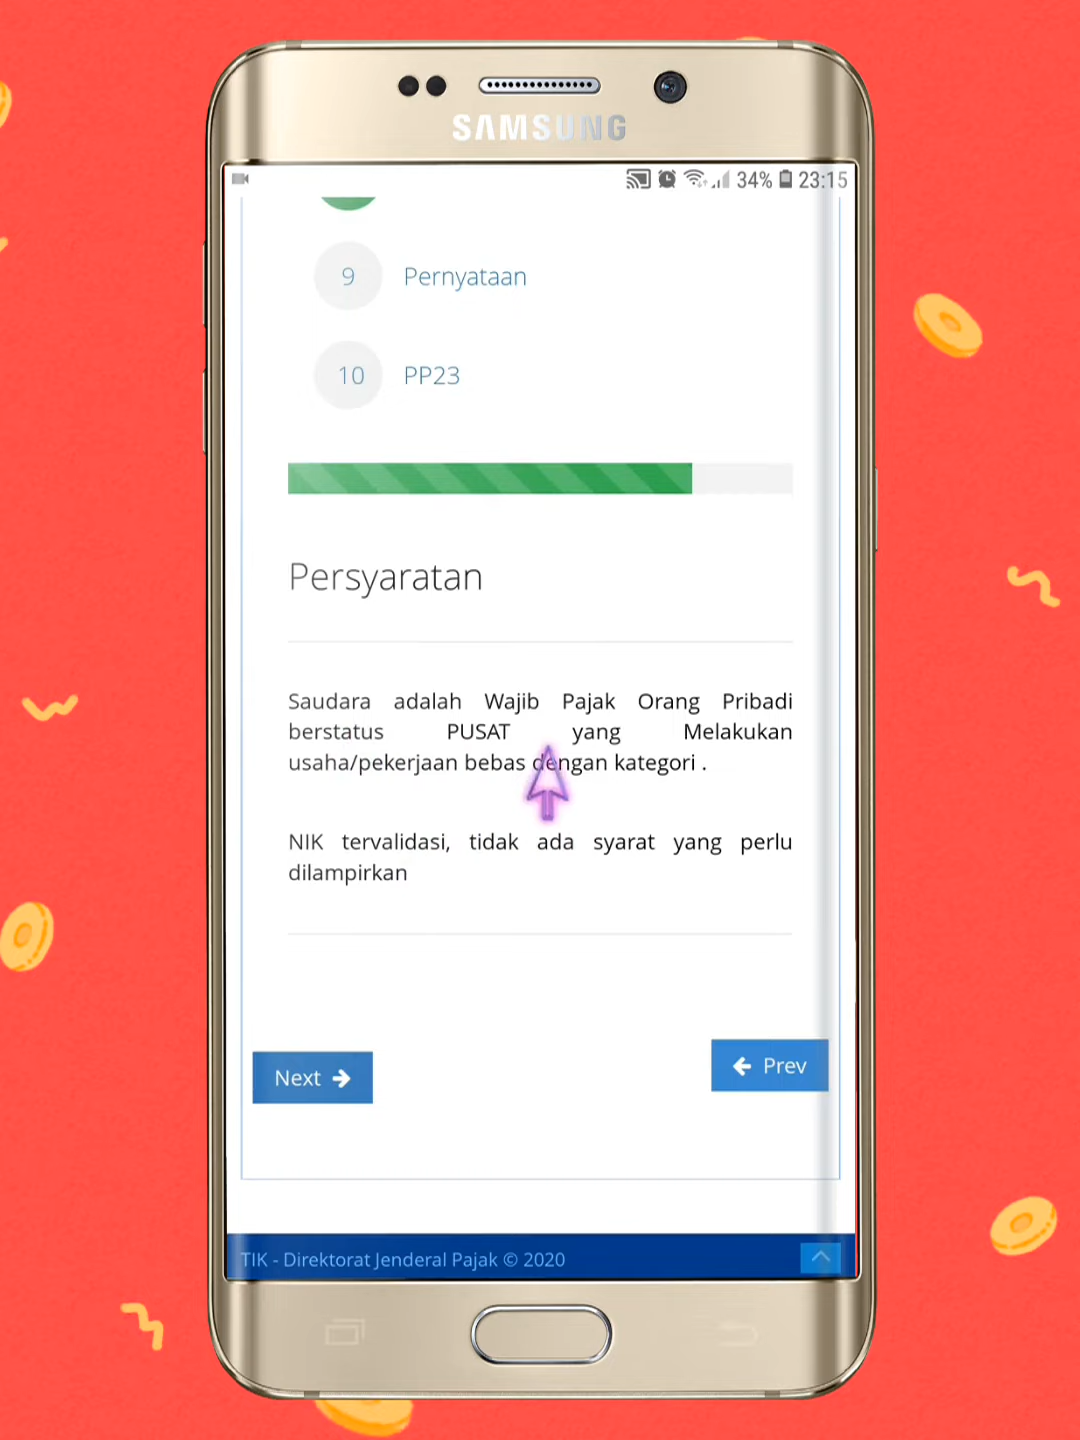 SAMSUNG
34% 23:15
9 Pernyataan
10 PP23
Persyaratan
Saudara adalah Wajib Pajak Orang Pribadi
berstatus PUSAT yang Melakukan
usaha/pekerjaan bebas dengan kategori .
NIK tervalidasi, tidak ada syarat yang perlu
dilampirkan
Next
Prev
TIK - Direktorat Jenderal Pajak © 2020